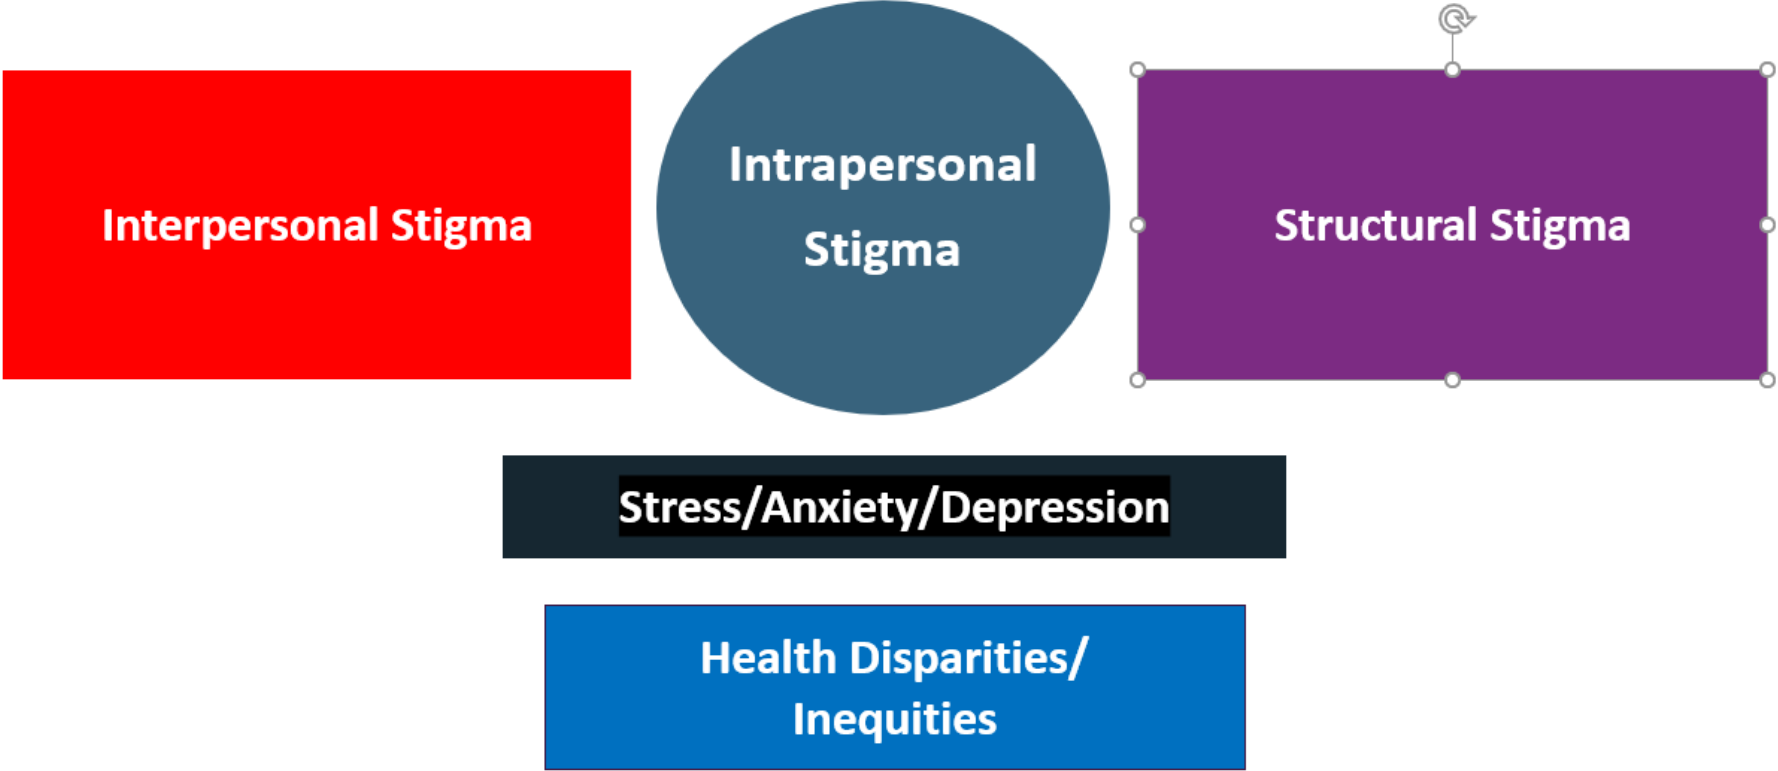 Interpersonal Stigma
Intrapersonal
Stigma
Structural Stigma
Stress/Anxiety/Depression
Health Disparities/
Inequities